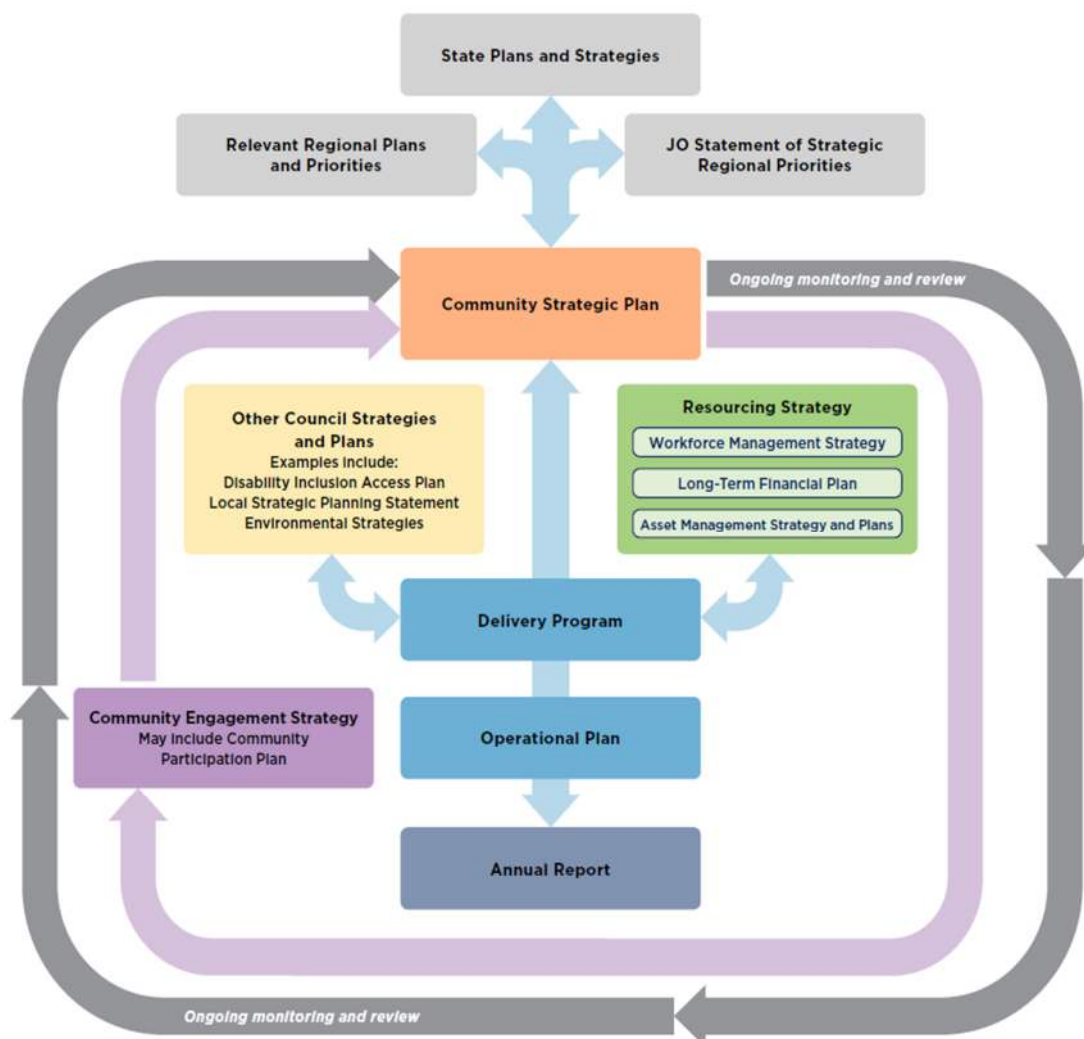 State Plans and Strategies
Relevant Regional Plans
and Priorities
JO Statement of Strategic
Regional Priorities
Community Strategic Plan
Ongoing monitoring and review
Other Council Strategies
and Plans
Examples include:
Disability Inclusion Access Plan
Local Strategic Planning Statement
Environmental Strategies
Resourcing Strategy
Workforce Management Strategy
Long-Term Financial Plan
Asset Management Strategy and Plans
Delivery Program
Community Engagement Strategy
May include Community
Participation Plan
Operational Plan
Annual Report
Ongoing monitoring and review